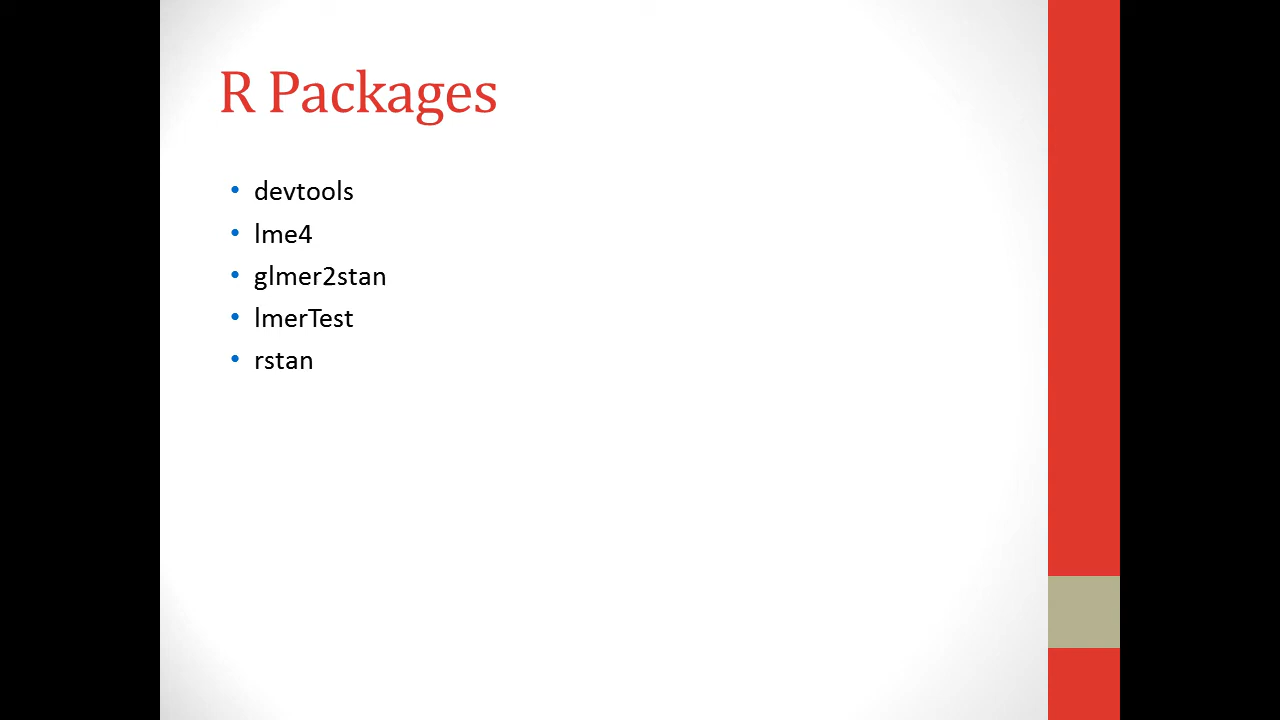 R Packages
• devtools
• lme4
• glmer2stan
• lmerTest
• rstan